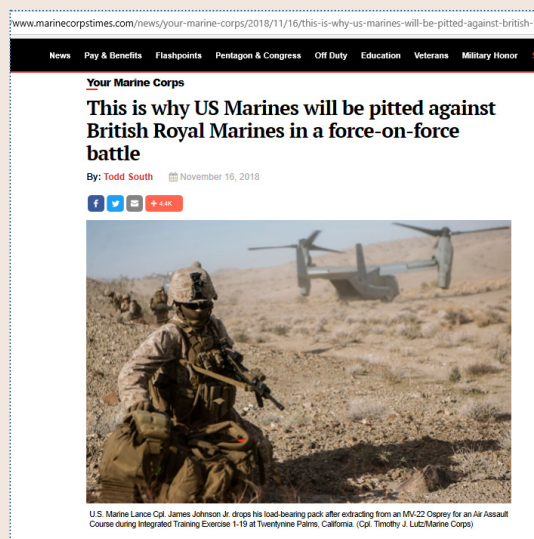 www.marinecorpstimes.com/news/your-marine-corps/2018/11/16/this-is-why-us-marines-will-be-pitted-against-british-
News Pay & Benefits Flashpoints Pentagon & Congress Off Duty Education Veterans Military Honor
Your Marine Corps
This is why US Marines will be pitted against
British Royal Marines in a force-on-force
battle
By: Todd South November 16, 2018
+ 4.4K
U.S. Marine Lance Cpl. James Johnson Jr. drops his load-bearing pack after extracting from an MV-22 Osprey for an Air Assault
Course during Integrated Training Exercise 1-19 at Twentynine Palms, California. (Cpl. Timothy J. Lutz/Marine Corps)